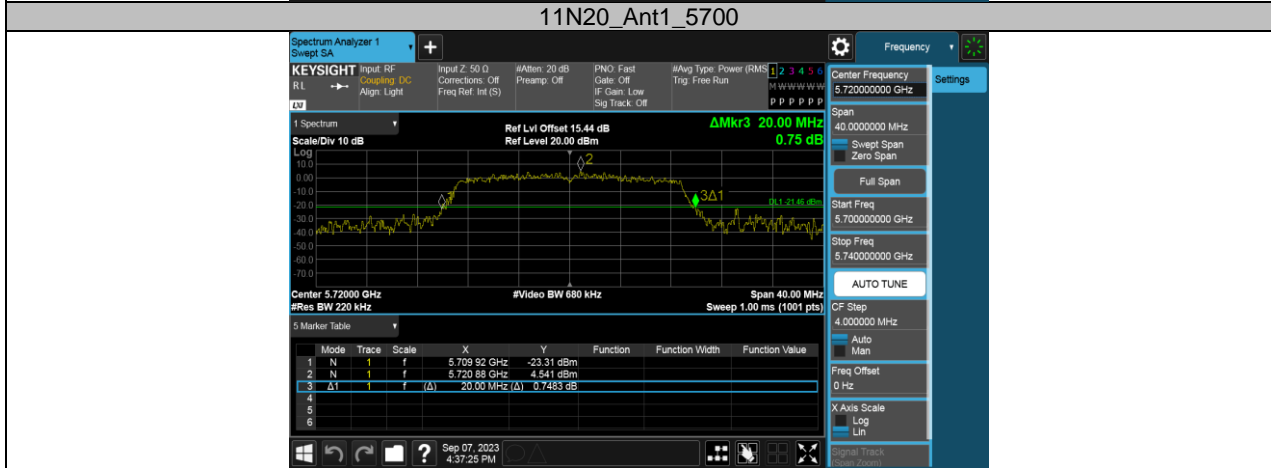 11N20_Ant1_5700
Spectrum Analyzer 1
Swept SA
Frequency
KEYSIGHT
RL
LXI
Input: RF
Coupling: DC
Align: Light
Input Z: 50 Ω
Corrections: Off
Freq Ref: Int (S)
#Atten: 20 dB
Preamp: Off
PNO: Fast
Gate: Off
IF Gain: Low
Sig Track: Off
#Avg Type: Power (RMS
Trig: Free Run
1 2 3 4 5 6
M W W W W W
P P P P P P
Center Frequency
5.720000000 GHz
Settings
Span
40.0000000 MHz
Swept Span
Zero Span
Full Span
Start Freq
5.700000000 GHz
Stop Freq
5.740000000 GHz
AUTO TUNE
CF Step
4.000000 MHz
Auto
Man
Freq Offset
0 Hz
X Axis Scale
Log
Lin
Signal Track
(Span Zoom)
1 Spectrum
Scale/Div 10 dB
Ref Lvl Offset 15.44 dB
Ref Level 20.00 dBm
ΔMkr3 20.00 MHz
0.75 dB
Log
10.0
0.00
-10.0
-20.0
-30.0
-40.0
-50.0
-60.0
-70.0
1
2
3Δ1
DL1 -21.46 dBm
Center 5.72000 GHz
#Video BW 680 kHz
Span 40.00 MHz
#Res BW 220 kHz
Sweep 1.00 ms (1001 pts)
5 Marker Table
Mode Trace Scale X Y Function Function Width Function Value
1 N 1 f 5.709 92 GHz -23.31 dBm
2 N 1 f 5.720 88 GHz 4.541 dBm
3 Δ1 1 f (Δ) 20.00 MHz (Δ) 0.7483 dB
4
5
6
Sep 07, 2023
4:37:25 PM